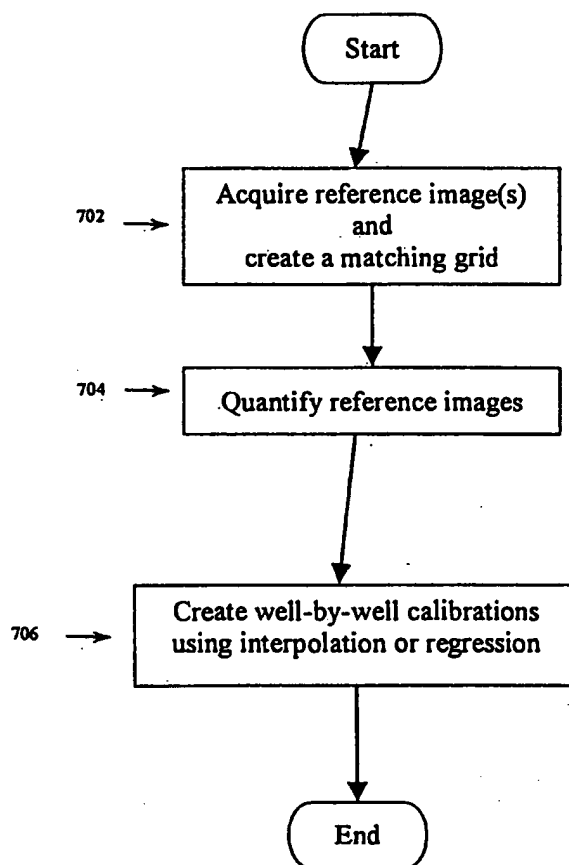 Start
702
Acquire reference image(s)
and
create a matching grid
704
Quantify reference images
706
Create well-by-well calibrations
using interpolation or regression
End